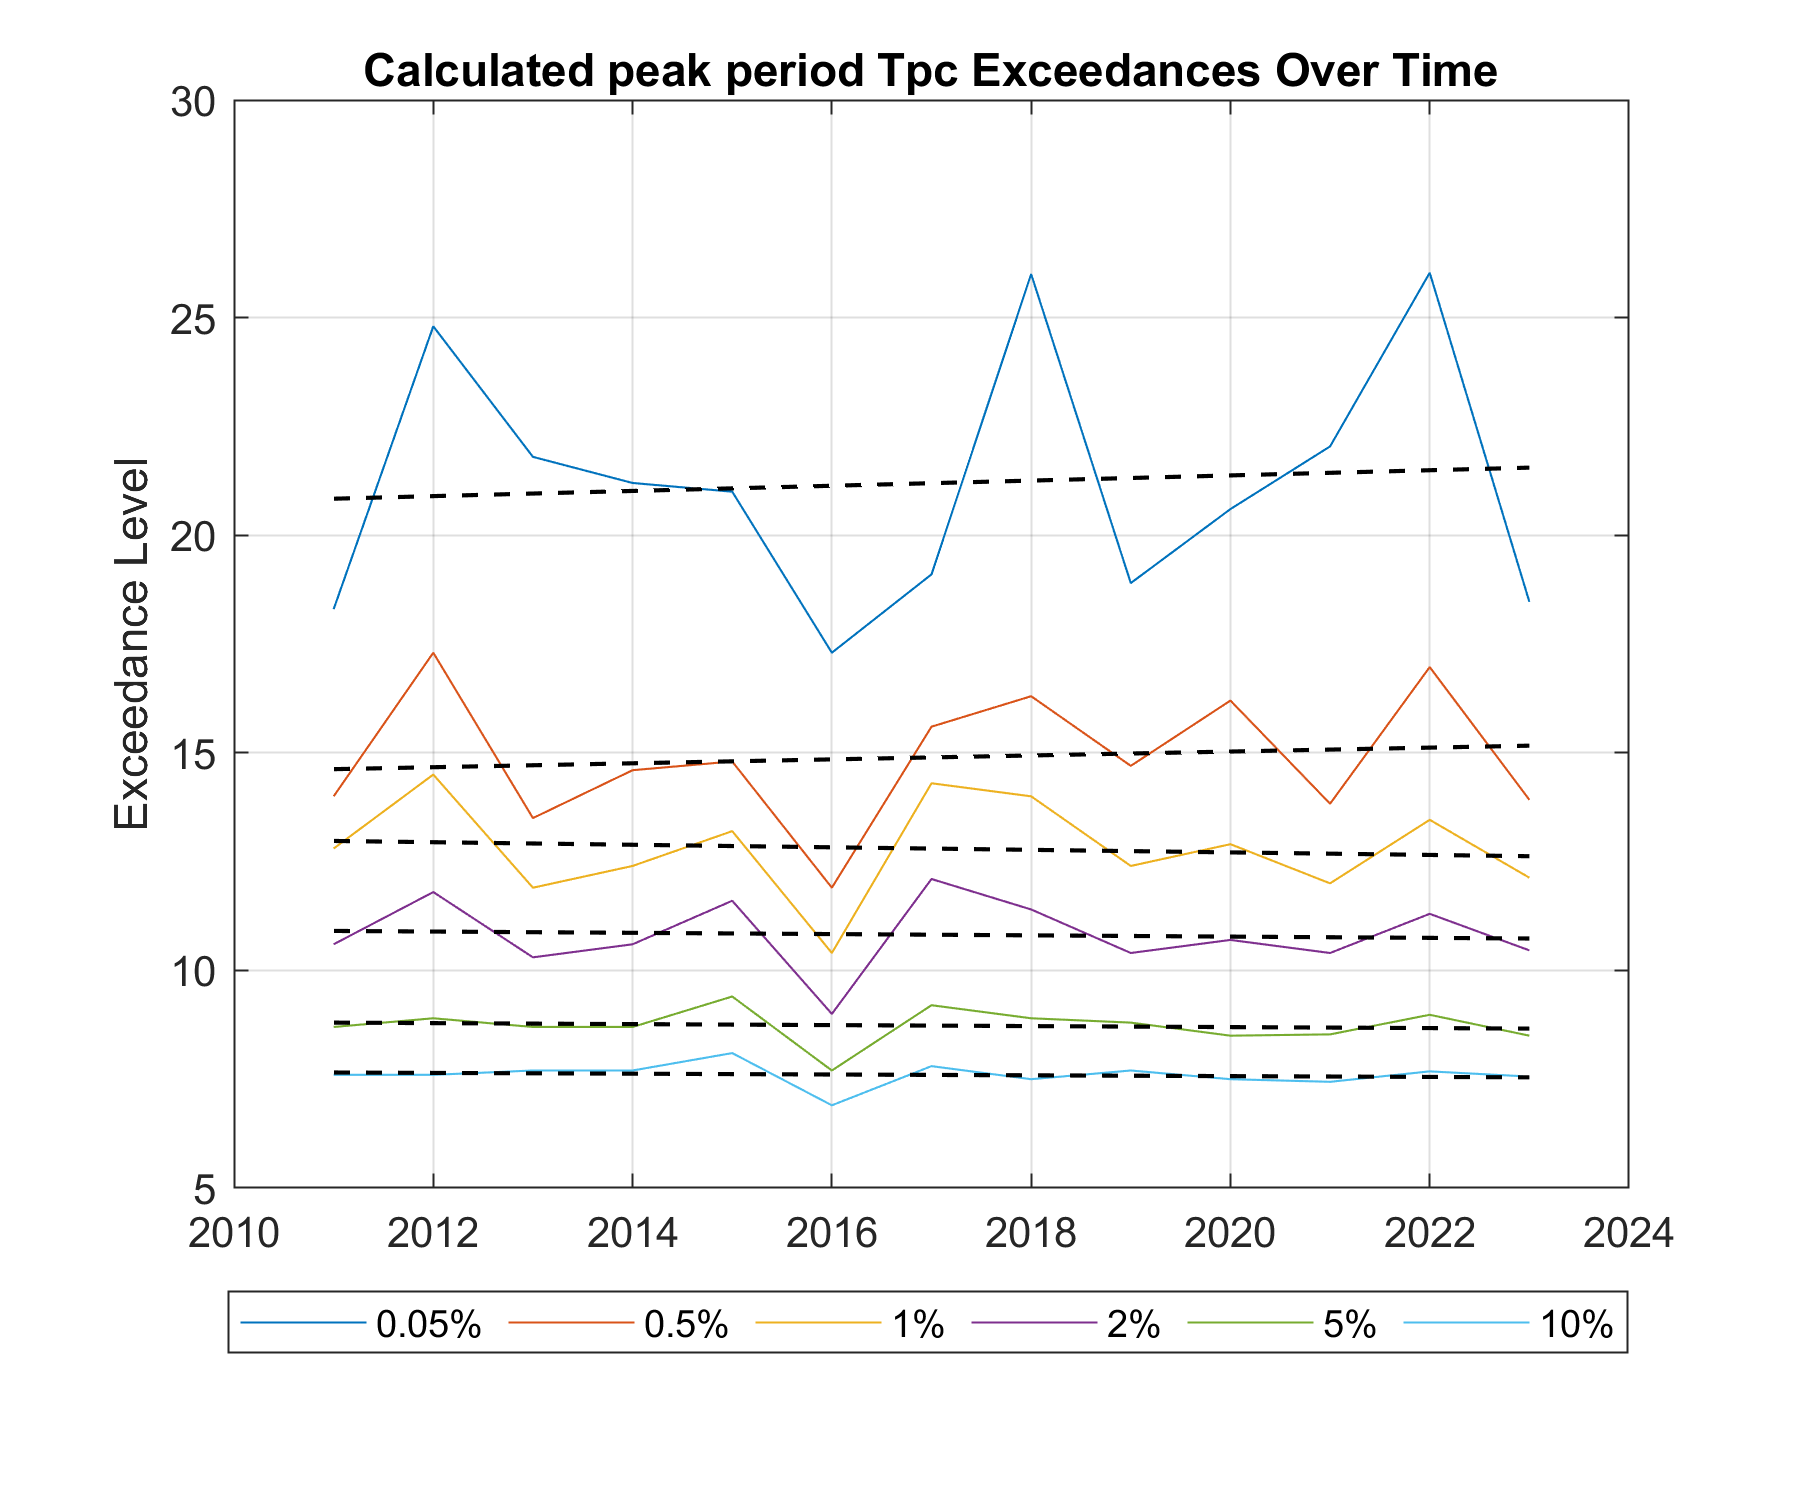 Calculated peak period Tpc Exceedances Over Time
Exceedance Level
30
25
20
15
10
5
2010 2012 2014 2016 2018 2020 2022 2024
0.05% 0.5% 1% 2% 5% 10%